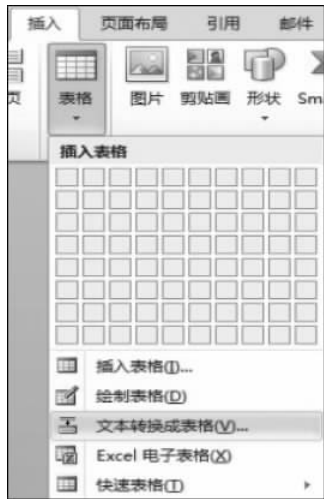 插入 页面布局 引用 邮件
页 表格 图片 剪贴画 形状 Sm
插入表格
插入表格(I)...
绘制表格(D)
文本转换成表格(V)...
Excel 电子表格(X)
快速表格(T)